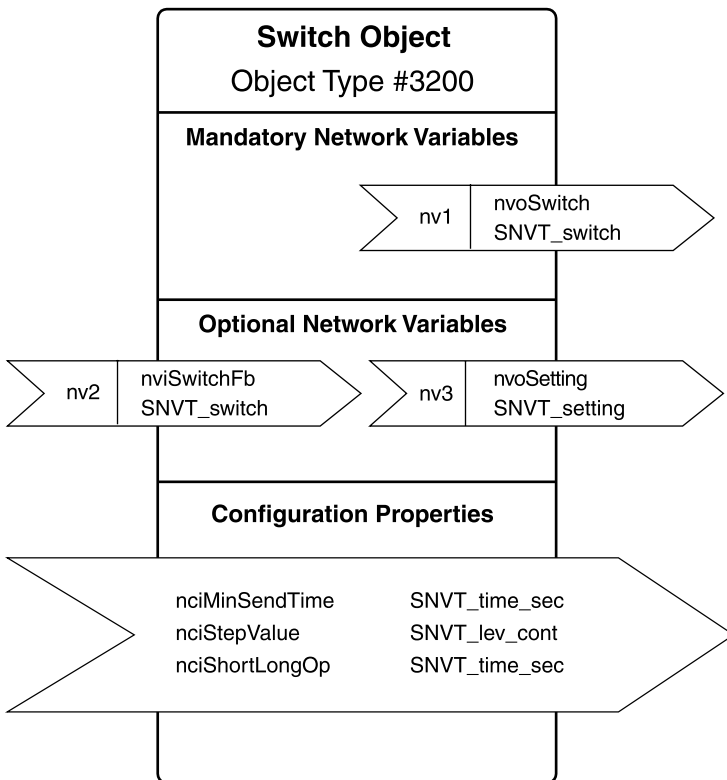 Switch Object
Object Type #3200
Mandatory Network Variables
nv1
nvoSwitch
SNVT_switch
Optional Network Variables
nv2
nviSwitchFb
SNVT_switch
nv3
nvoSetting
SNVT_setting
Configuration Properties
nciMinSendTime SNVT_time_sec
nciStepValue SNVT_lev_cont
nciShortLongOp SNVT_time_sec